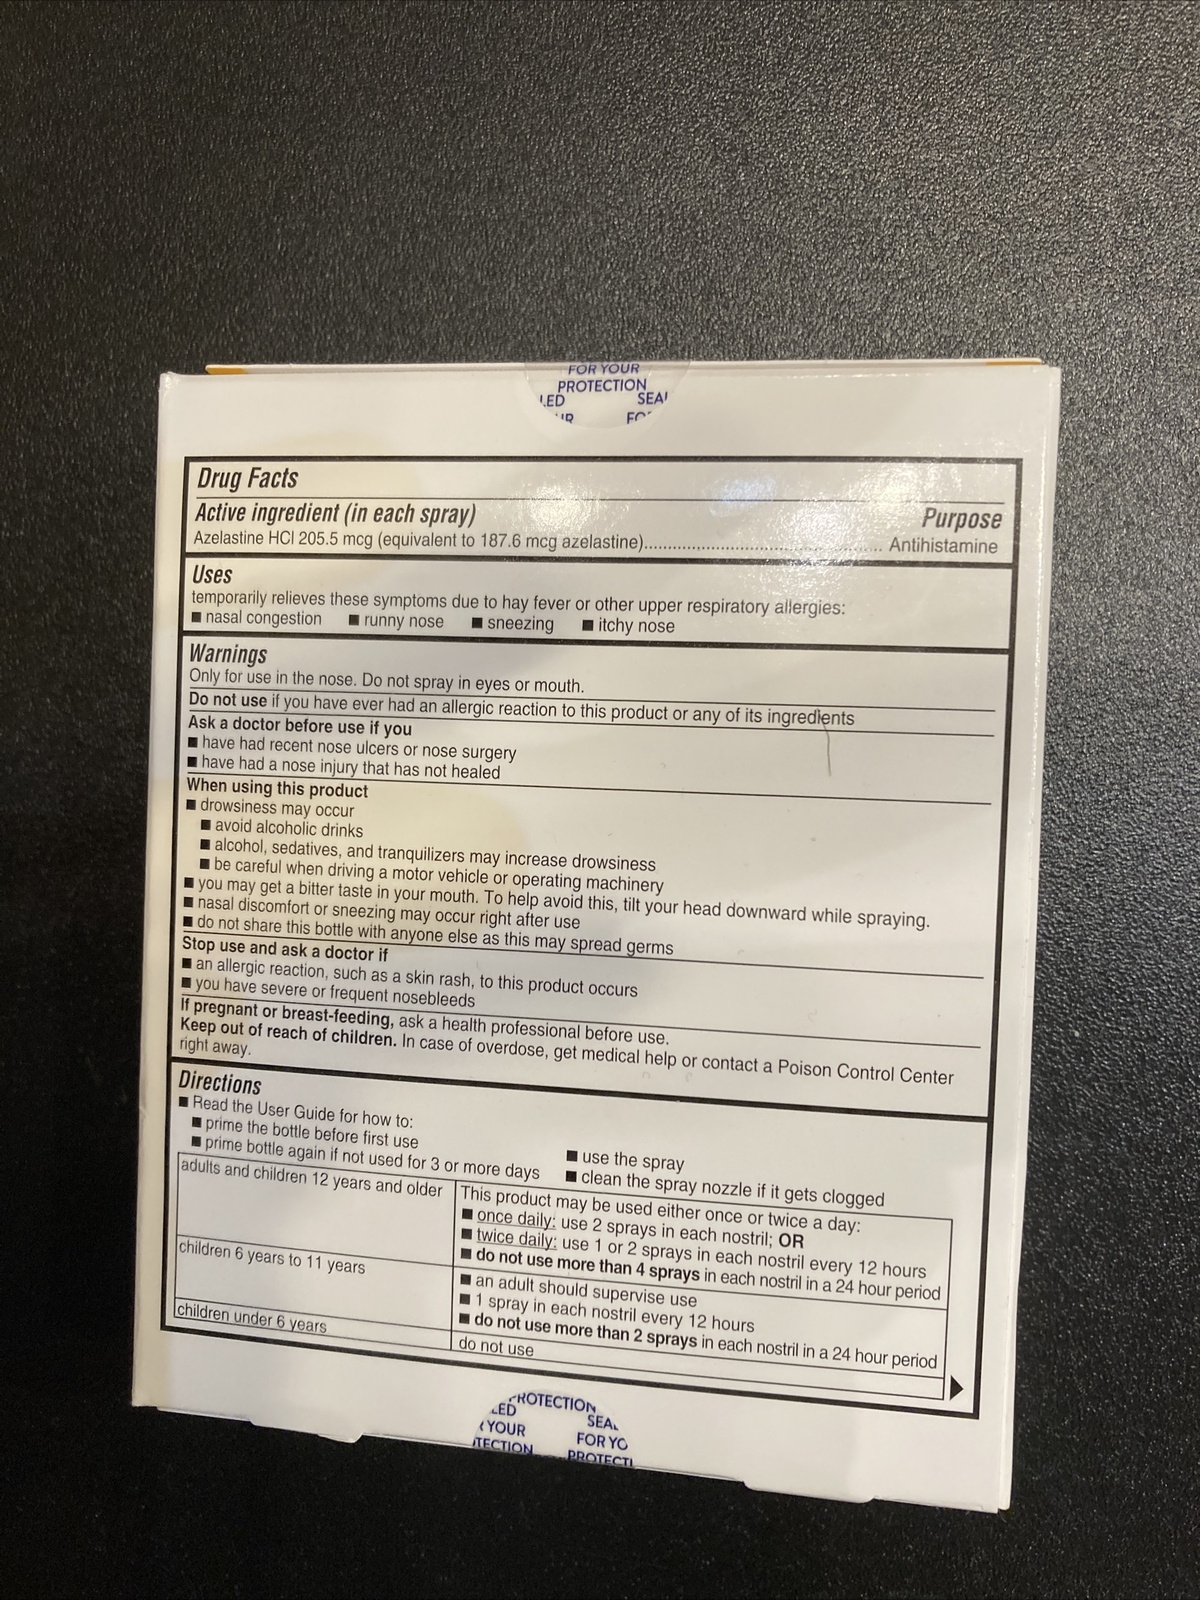 FOR YOUR
PROTECTION
LED SEAL
FO
Drug Facts
Active ingredient (in each spray) Purpose
Azelastine HCl 205.5 mcg (equivalent to 187.6 mcg azelastine)............................................... Antihistamine
Uses
temporarily relieves these symptoms due to hay fever or other upper respiratory allergies:
■ nasal congestion ■ runny nose ■ sneezing ■ itchy nose
Warnings
Only for use in the nose. Do not spray in eyes or mouth.
Do not use if you have ever had an allergic reaction to this product or any of its ingredients
Ask a doctor before use if you
■ have had recent nose ulcers or nose surgery
■ have had a nose injury that has not healed
When using this product
■ drowsiness may occur
■ avoid alcoholic drinks
■ alcohol, sedatives, and tranquilizers may increase drowsiness
■ be careful when driving a motor vehicle or operating machinery
■ you may get a bitter taste in your mouth. To help avoid this, tilt your head downward while spraying.
■ nasal discomfort or sneezing may occur right after use
■ do not share this bottle with anyone else as this may spread germs
Stop use and ask a doctor if
■ an allergic reaction, such as a skin rash, to this product occurs
■ you have severe or frequent nosebleeds
If pregnant or breast-feeding, ask a health professional before use.
Keep out of reach of children. In case of overdose, get medical help or contact a Poison Control Center
right away.
Directions
■ Read the User Guide for how to:
■ prime the bottle before first use
■ prime bottle again if not used for 3 or more days
■ use the spray
■ clean the spray nozzle if it gets clogged
adults and children 12 years and older
This product may be used either once or twice a day:
■ once daily: use 2 sprays in each nostril; OR
■ twice daily: use 1 or 2 sprays in each nostril every 12 hours
■ do not use more than 4 sprays in each nostril in a 24 hour period
children 6 years to 11 years
■ an adult should supervise use
■ 1 spray in each nostril every 12 hours
■ do not use more than 2 sprays in each nostril in a 24 hour period
children under 6 years
do not use
ROTECTION
LED SEAL
YOUR FOR YO
TECTION PROTECTI